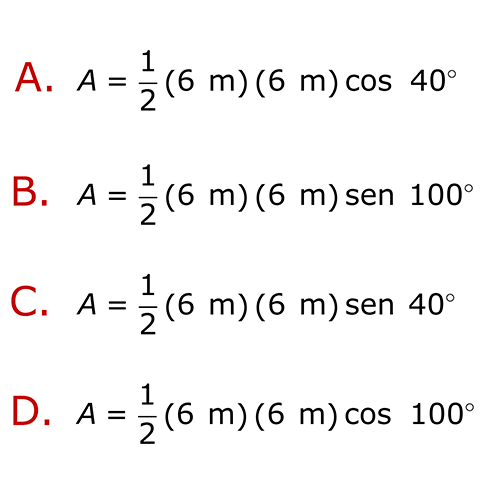 A. A = 1/2 (6 m) (6 m) cos 40°
B. A = 1/2 (6 m) (6 m) sen 100°
C. A = 1/2 (6 m) (6 m) sen 40°
D. A = 1/2 (6 m) (6 m) cos 100°